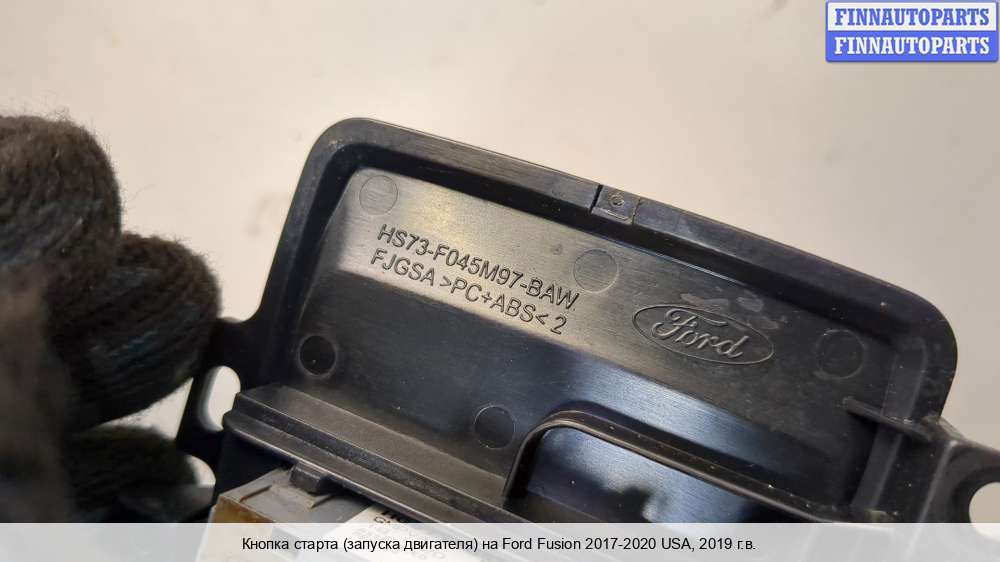 FINNAUTOPARTS
FINNAUTOPARTS
6
HS73-F045M97-BAW
FJGSA >PC+ABS< 2
Ford
Кнопка старта (запуска двигателя) на Ford Fusion 2017-2020 USA, 2019 г.в.